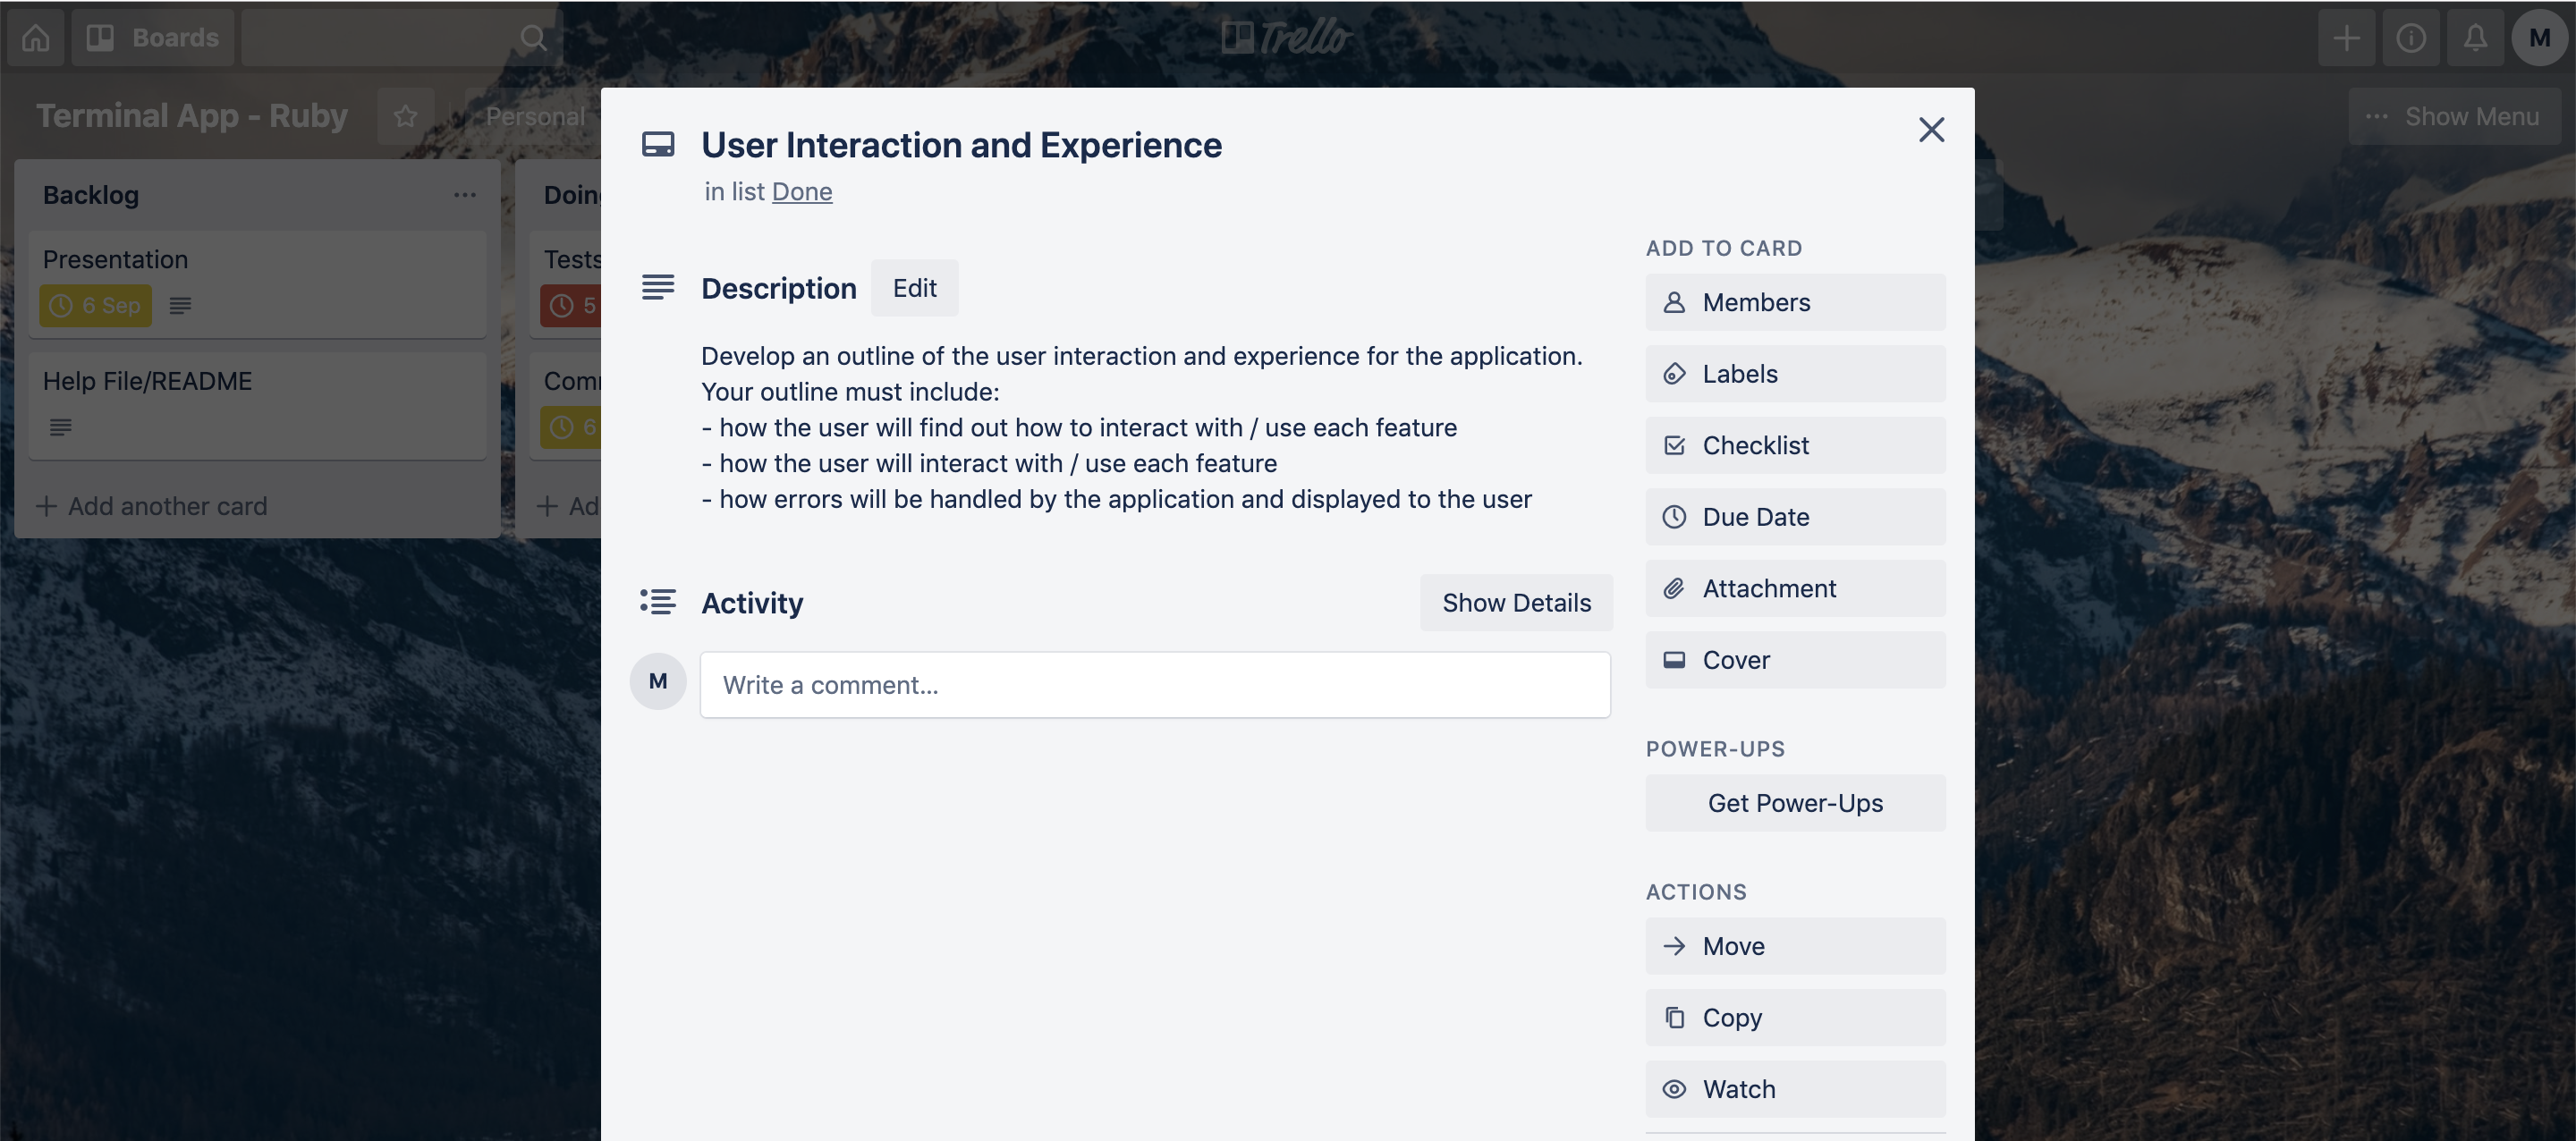 Boards
Trello
M
Terminal App - Ruby
Personal
Show Menu
Backlog
Presentation
6 Sep
Help File/README
+ Add another card
Tests
5
6
User Interaction and Experience
in list Done
Description
Edit
Develop an outline of the user interaction and experience for the application.
Your outline must include:
- how the user will find out how to interact with / use each feature
- how the user will interact with / use each feature
- how errors will be handled by the application and displayed to the user
Activity
Show Details
M
Write a comment...
ADD TO CARD
Members
Labels
Checklist
Due Date
Attachment
Cover
POWER-UPS
Get Power-Ups
ACTIONS
Move
Copy
Watch